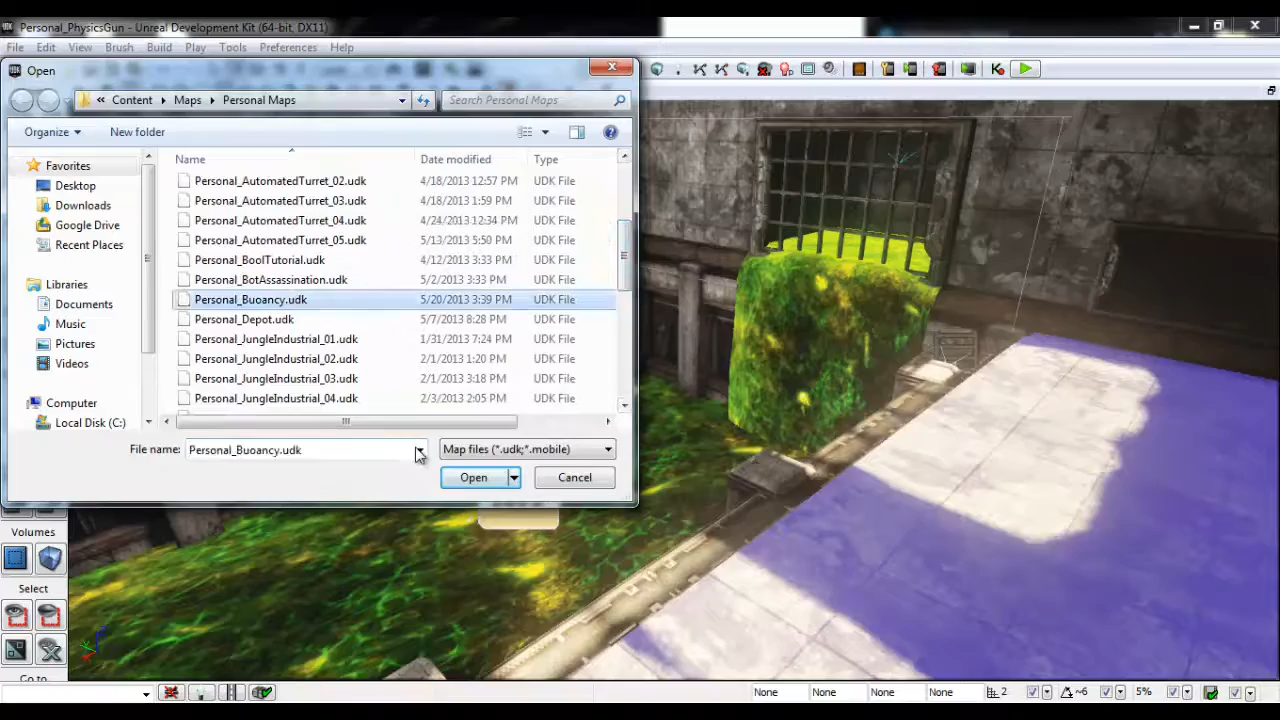 Personal_PhysicsGun - Unreal Development Kit (64-bit, DX11)
File Edit View Brush Build Play Tools Preferences Help
Open
« Content Maps Personal Maps Search Personal Maps
Organize New folder
Name Date modified Type
Favorites
Desktop
Downloads
Google Drive
Recent Places
Libraries
Documents
Music
Pictures
Videos
Computer
Local Disk (C:)
Personal_AutomatedTurret_02.udk 4/18/2013 12:57 PM UDK File
Personal_AutomatedTurret_03.udk 4/18/2013 1:59 PM UDK File
Personal_AutomatedTurret_04.udk 4/24/2013 12:34 PM UDK File
Personal_AutomatedTurret_05.udk 5/13/2013 5:50 PM UDK File
Personal_BoolTutorial.udk 4/12/2013 3:33 PM UDK File
Personal_BotAssassination.udk 5/2/2013 3:33 PM UDK File
Personal_Buoancy.udk 5/20/2013 3:39 PM UDK File
Personal_Depot.udk 5/7/2013 8:28 PM UDK File
Personal_JungleIndustrial_01.udk 1/31/2013 7:24 PM UDK File
Personal_JungleIndustrial_02.udk 2/1/2013 1:20 PM UDK File
Personal_JungleIndustrial_03.udk 2/1/2013 3:18 PM UDK File
Personal_JungleIndustrial_04.udk 2/3/2013 2:05 PM UDK File
File name: Personal_Buoancy.udk Map files (*.udk;*.mobile)
Open Cancel
Volumes
Select
Go to
None None None None 2 ~6 5%